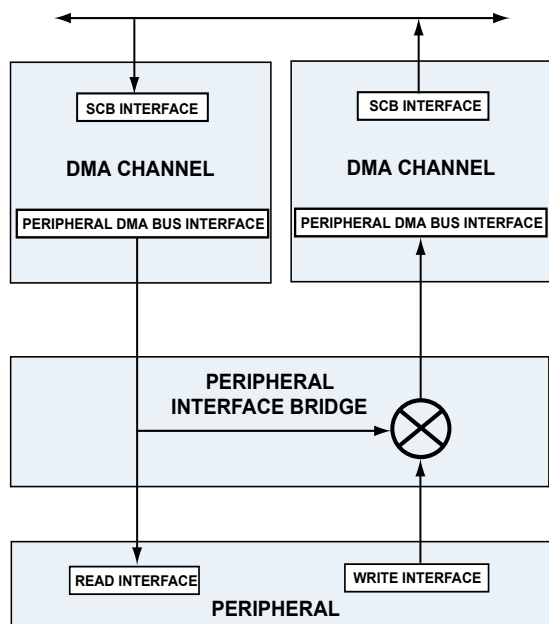 SCB INTERFACE
SCB INTERFACE
DMA CHANNEL
DMA CHANNEL
PERIPHERAL DMA BUS INTERFACE
PERIPHERAL DMA BUS INTERFACE
PERIPHERAL
INTERFACE BRIDGE
READ INTERFACE
WRITE INTERFACE
PERIPHERAL